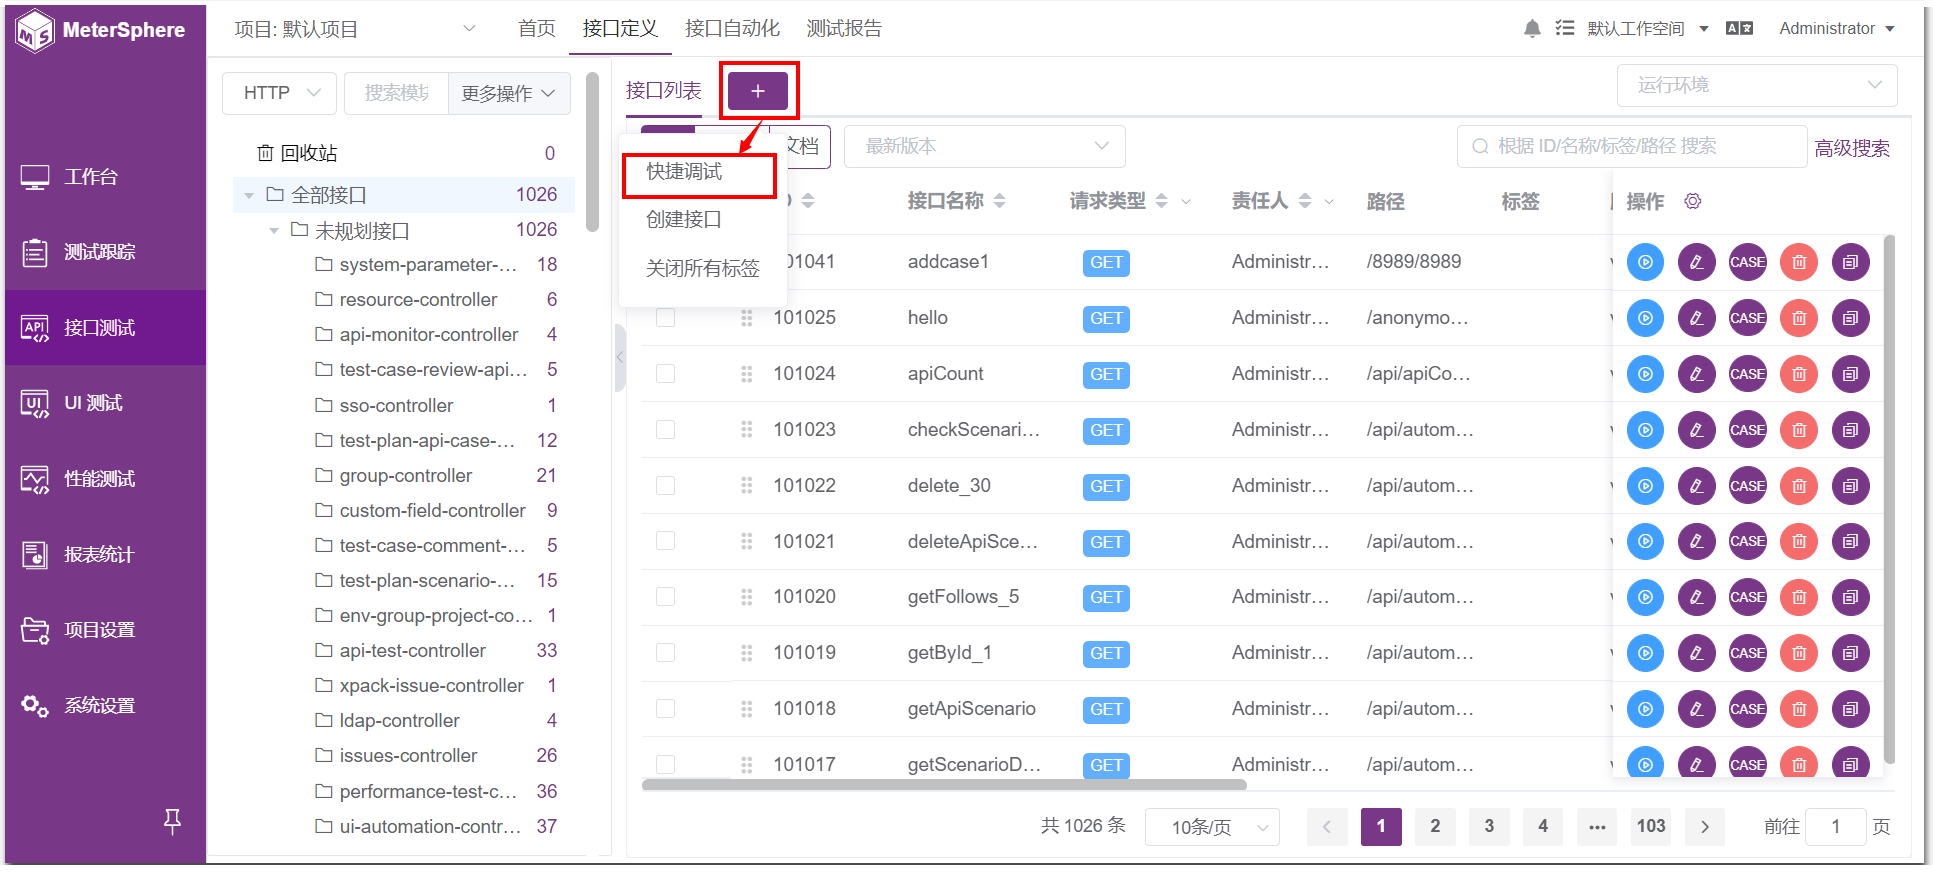 MeterSphere
项目: 默认项目
首页
接口定义
接口自动化
测试报告
默认工作空间
Administrator
工作台
测试跟踪
API
接口测试
UI
UI 测试
性能测试
报表统计
项目设置
系统设置
HTTP
搜索模块
更多操作
回收站 0
全部接口 1026
未规划接口 1026
system-parameter-... 18
resource-controller 6
api-monitor-controller 4
test-case-review-api... 5
sso-controller 1
test-plan-api-case-... 12
group-controller 21
custom-field-controller 9
test-case-comment-... 5
test-plan-scenario-... 15
env-group-project-co... 1
api-test-controller 33
xpack-issue-controller 1
ldap-controller 4
issues-controller 26
performance-test-c... 36
ui-automation-contr... 37
接口列表
+
运行环境
快捷调试
创建接口
关闭所有标签
文档
最新版本
根据 ID/名称/标签/路径 搜索
高级搜索
接口名称 请求类型 责任人 路径 标签 操作
01041 addcase1 GET Administr... /8989/8989 CASE
101025 hello GET Administr... /anonymo... CASE
101024 apiCount GET Administr... /api/apiCo... CASE
101023 checkScenari... GET Administr... /api/autom... CASE
101022 delete_30 GET Administr... /api/autom... CASE
101021 deleteApiSce... GET Administr... /api/autom... CASE
101020 getFollows_5 GET Administr... /api/autom... CASE
101019 getById_1 GET Administr... /api/autom... CASE
101018 getApiScenario GET Administr... /api/autom... CASE
101017 getScenarioD... GET Administr... /api/autom... CASE
共 1026 条 10条/页 < 1 2 3 4 ... 103 > 前往 1 页